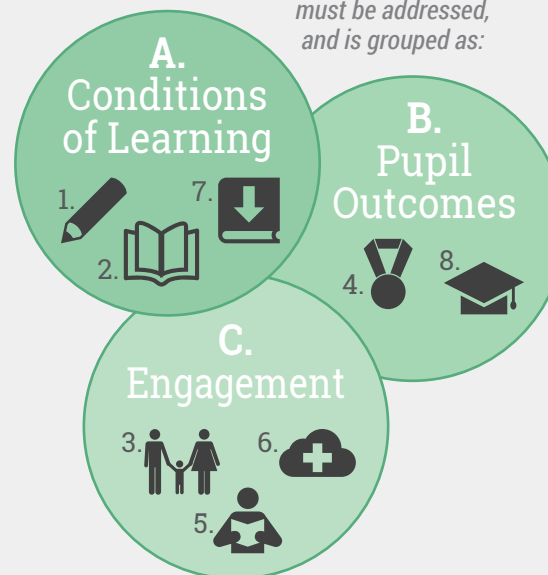 must be addressed,
and is grouped as:
A.
Conditions
of Learning
1.
7.
2.
B.
Pupil
Outcomes
4.
8.
C.
Engagement
3.
6.
5.